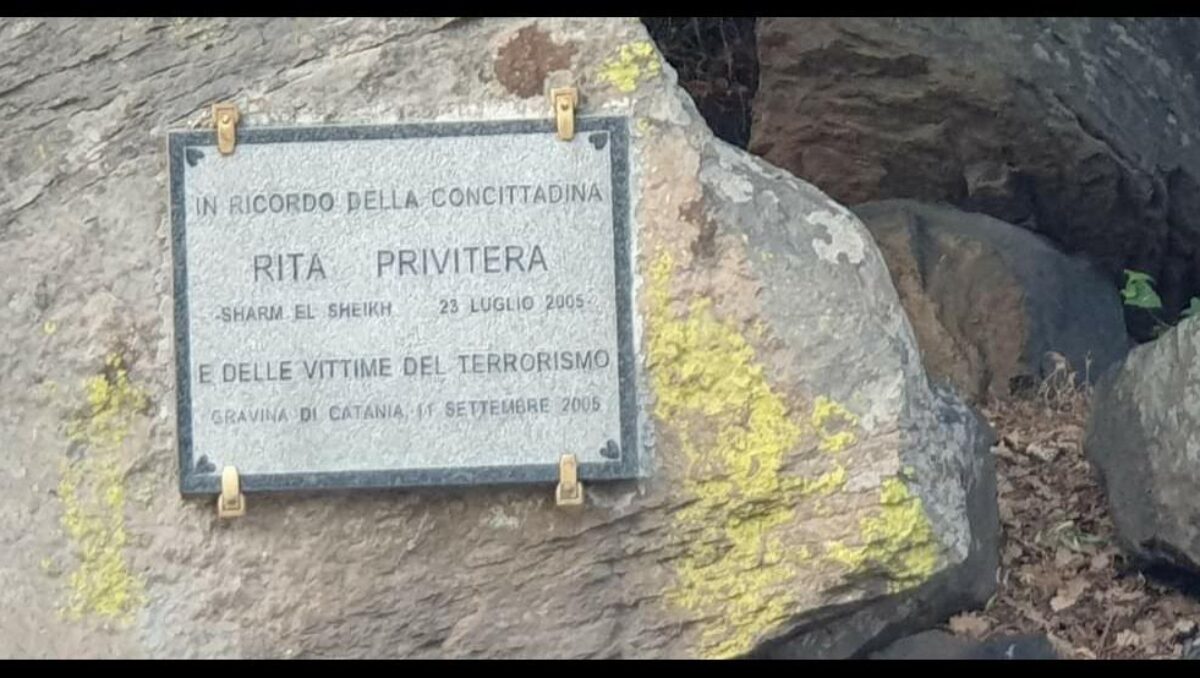 IN RICORDO DELLA CONCITTADINA
RITA PRIVITERA
-SHARM EL SHEIKH 23 LUGLIO 2005-
E DELLE VITTIME DEL TERRORISMO
GRAVINA DI CATANIA, 11 SETTEMBRE 2005